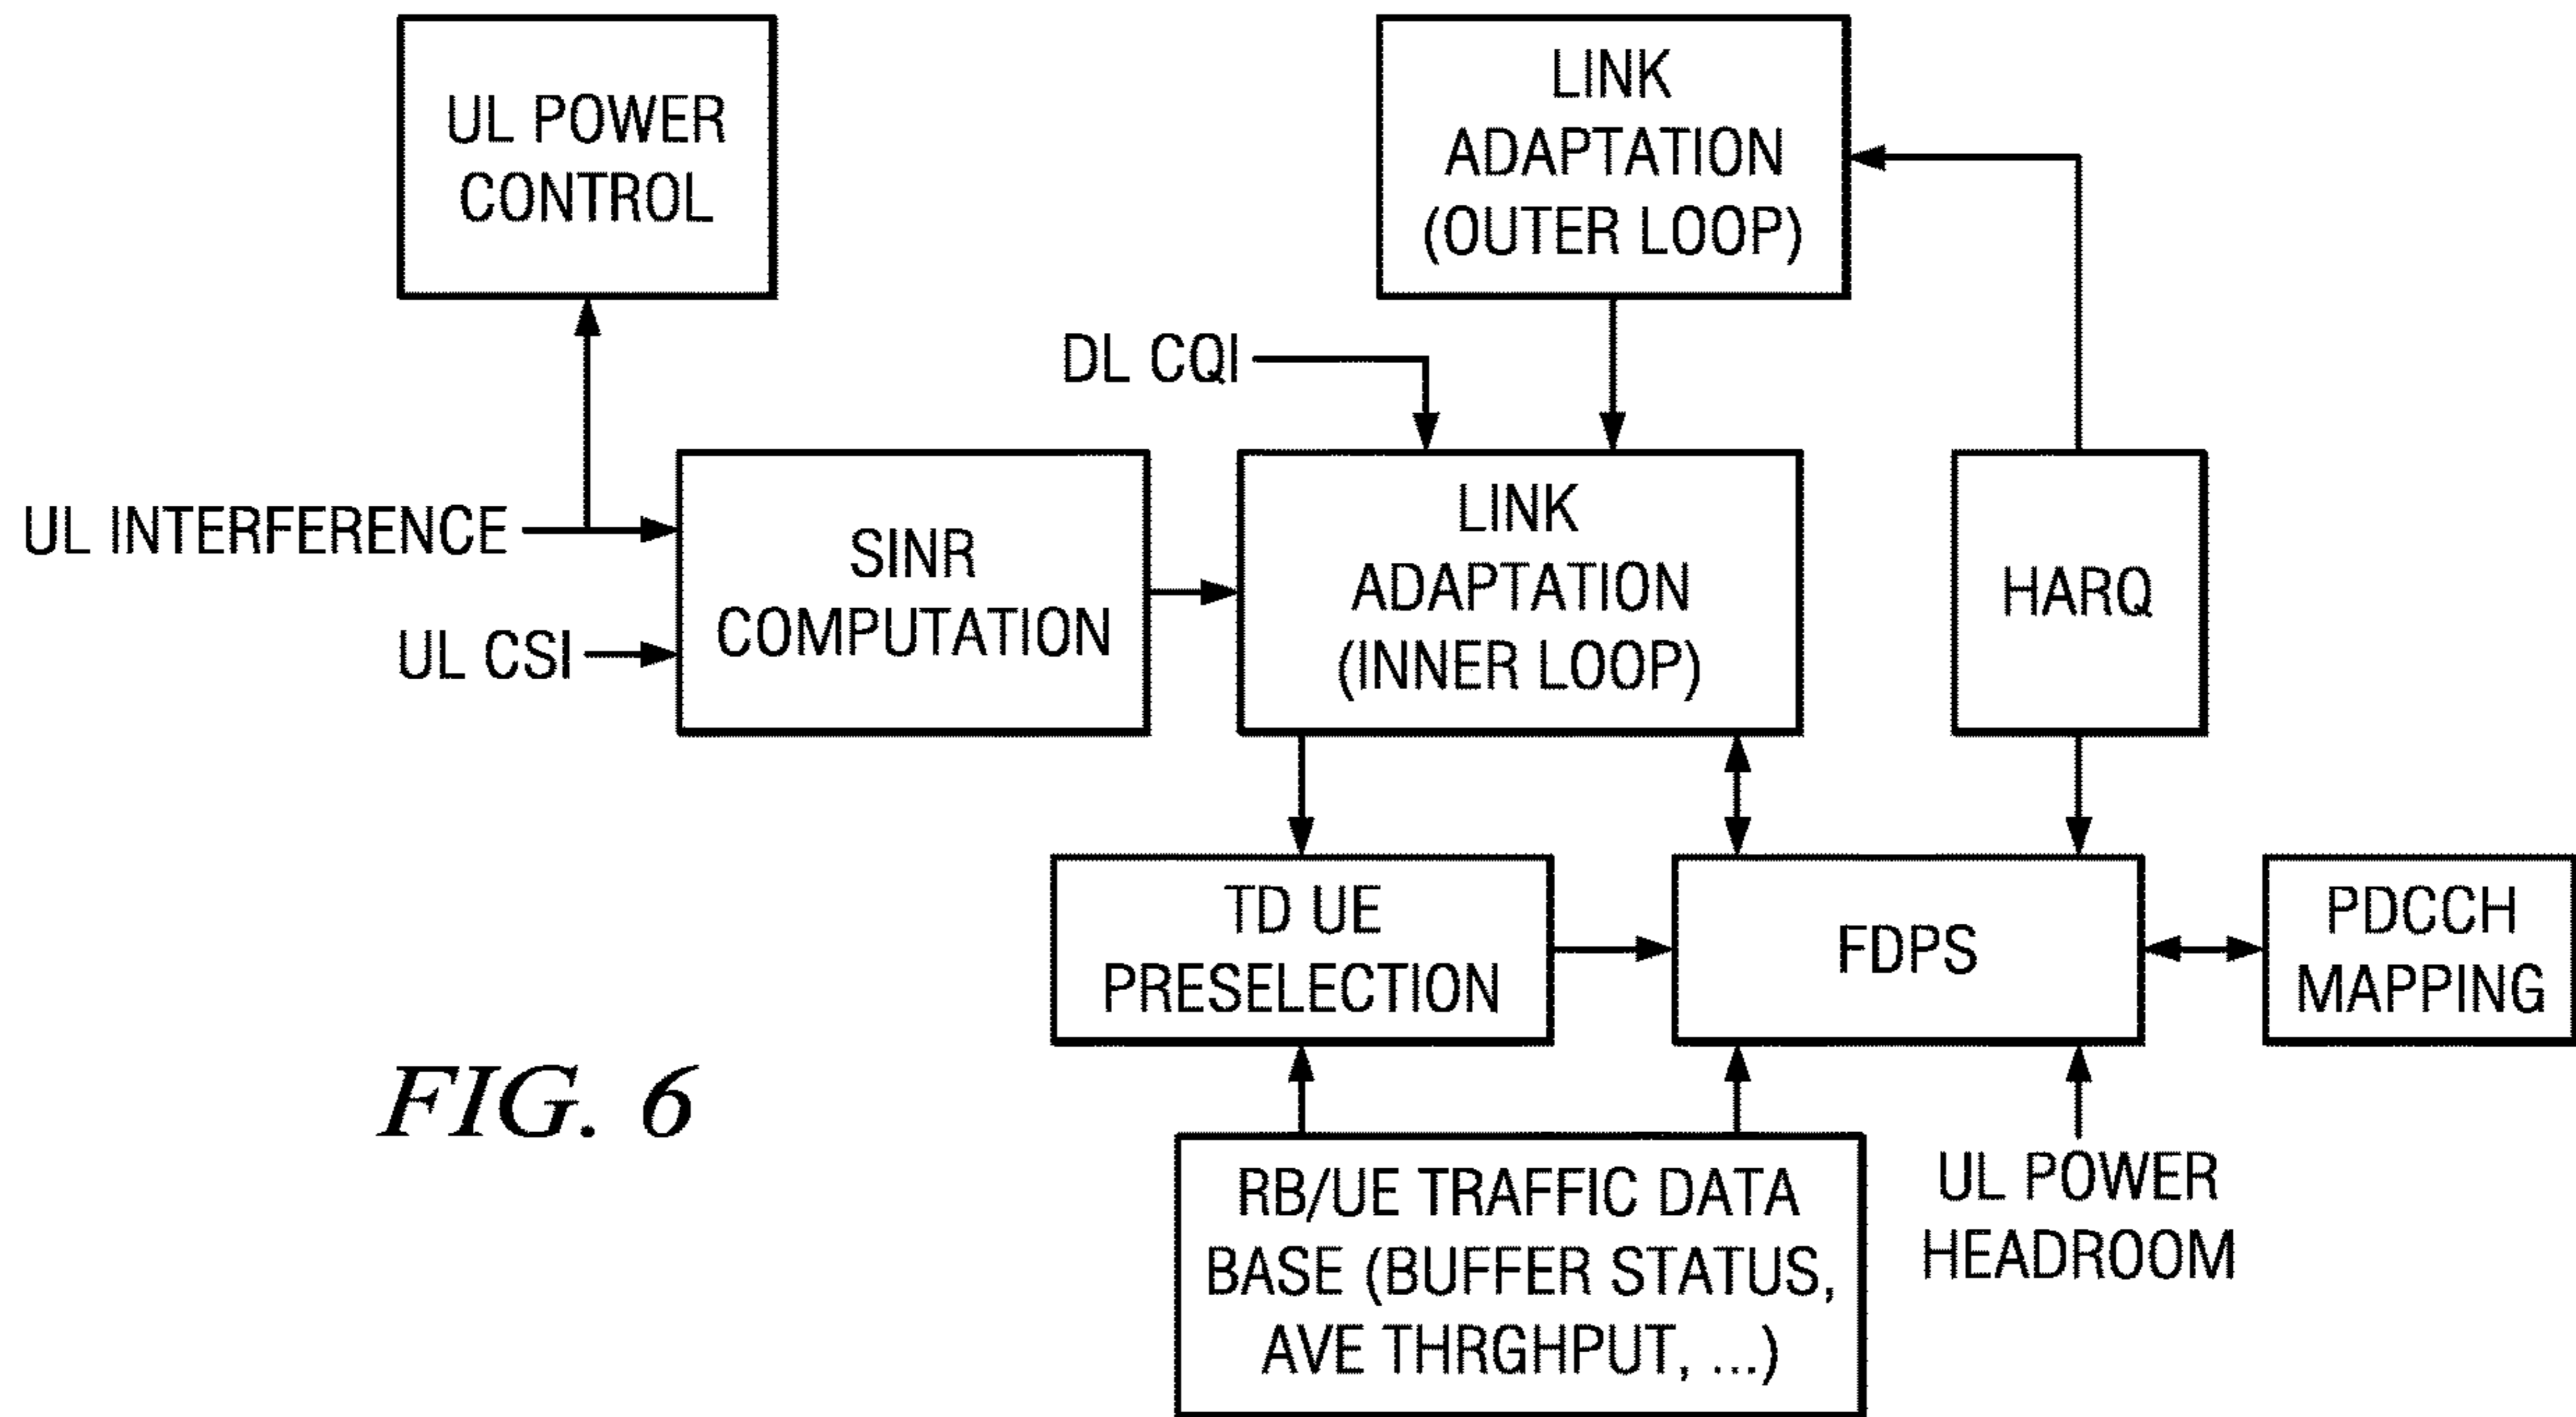 UL POWER
CONTROL
LINK
ADAPTATION
(OUTER LOOP)
DL CQI
UL INTERFERENCE
UL CSI
SINR
COMPUTATION
LINK
ADAPTATION
(INNER LOOP)
HARQ
TD UE
PRESELECTION
FDPS
PDCCH
MAPPING
RB/UE TRAFFIC DATA
BASE (BUFFER STATUS,
AVE THRGHPUT, ...)
UL POWER
HEADROOM
FIG. 6